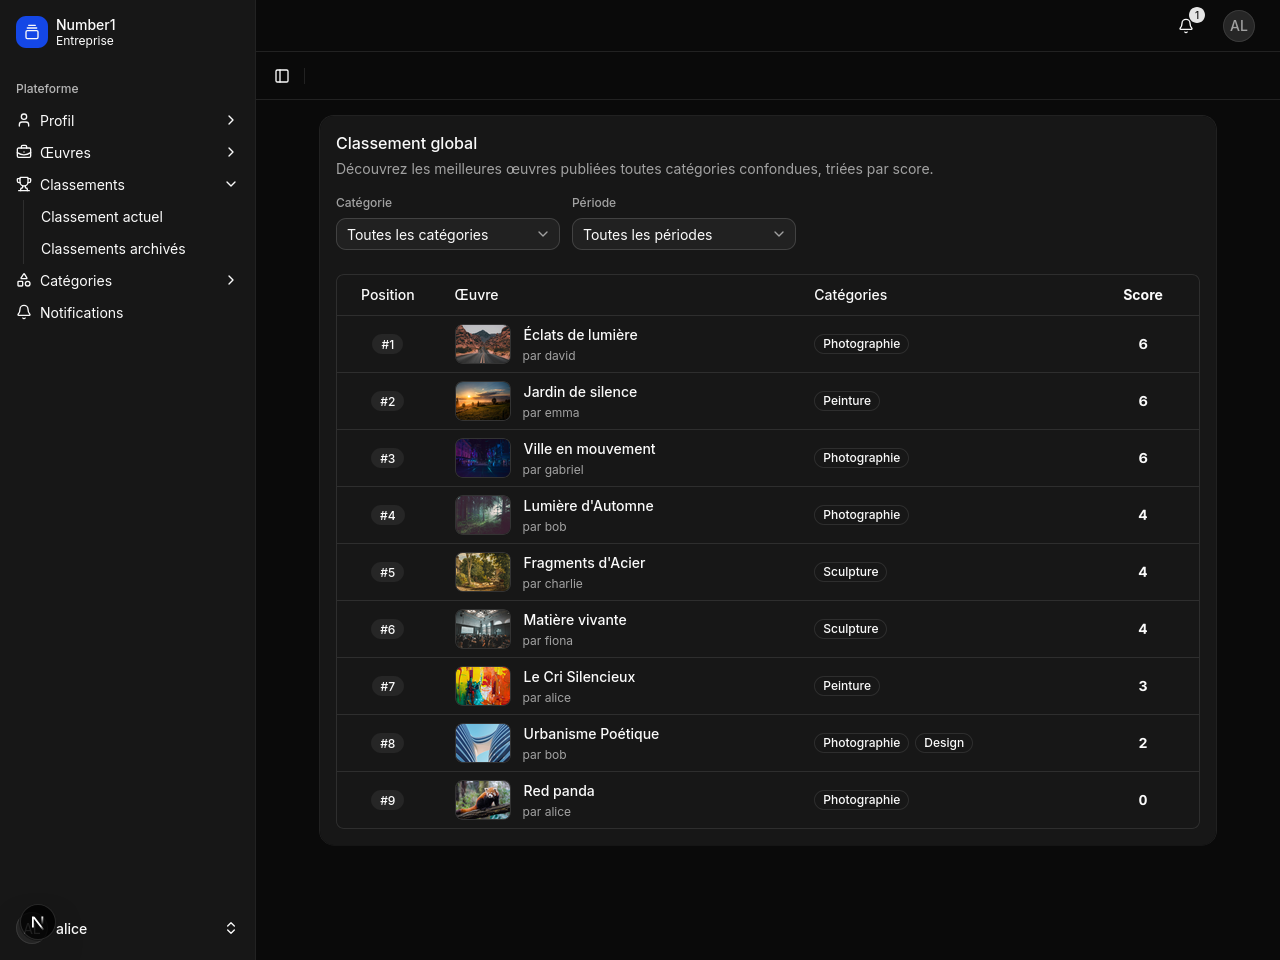 Number1
Entreprise
1
AL
Plateforme
Profil
Œuvres
Classements
Classement actuel
Classements archivés
Catégories
Notifications
Classement global
Découvrez les meilleures œuvres publiées toutes catégories confondues, triées par score.
Catégorie Période
Toutes les catégories Toutes les périodes
Position Œuvre Catégories Score
#1 Éclats de lumière Photographie 6
par david
#2 Jardin de silence Peinture 6
par emma
#3 Ville en mouvement Photographie 6
par gabriel
#4 Lumière d'Automne Photographie 4
par bob
#5 Fragments d'Acier Sculpture 4
par charlie
#6 Matière vivante Sculpture 4
par fiona
#7 Le Cri Silencieux Peinture 3
par alice
#8 Urbanisme Poétique Photographie Design 2
par bob
#9 Red panda Photographie 0
par alice
N alice